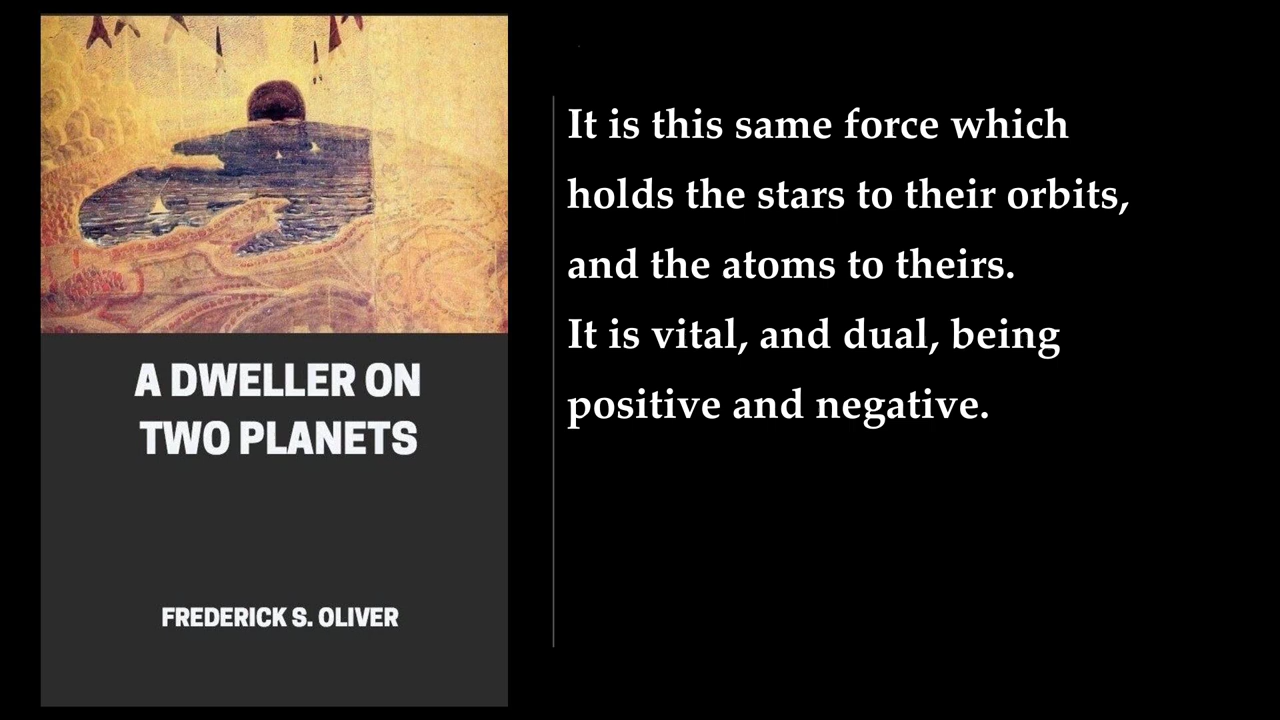 A DWELLER ON
TWO PLANETS
FREDERICK S. OLIVER
It is this same force which
holds the stars to their orbits,
and the atoms to theirs.
It is vital, and dual, being
positive and negative.